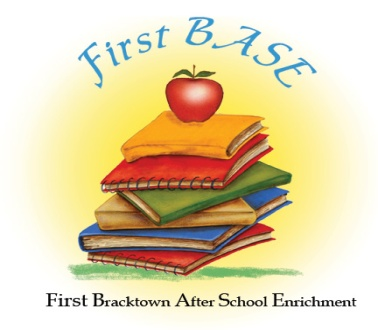 First BASE
First Bracktown After School Enrichment